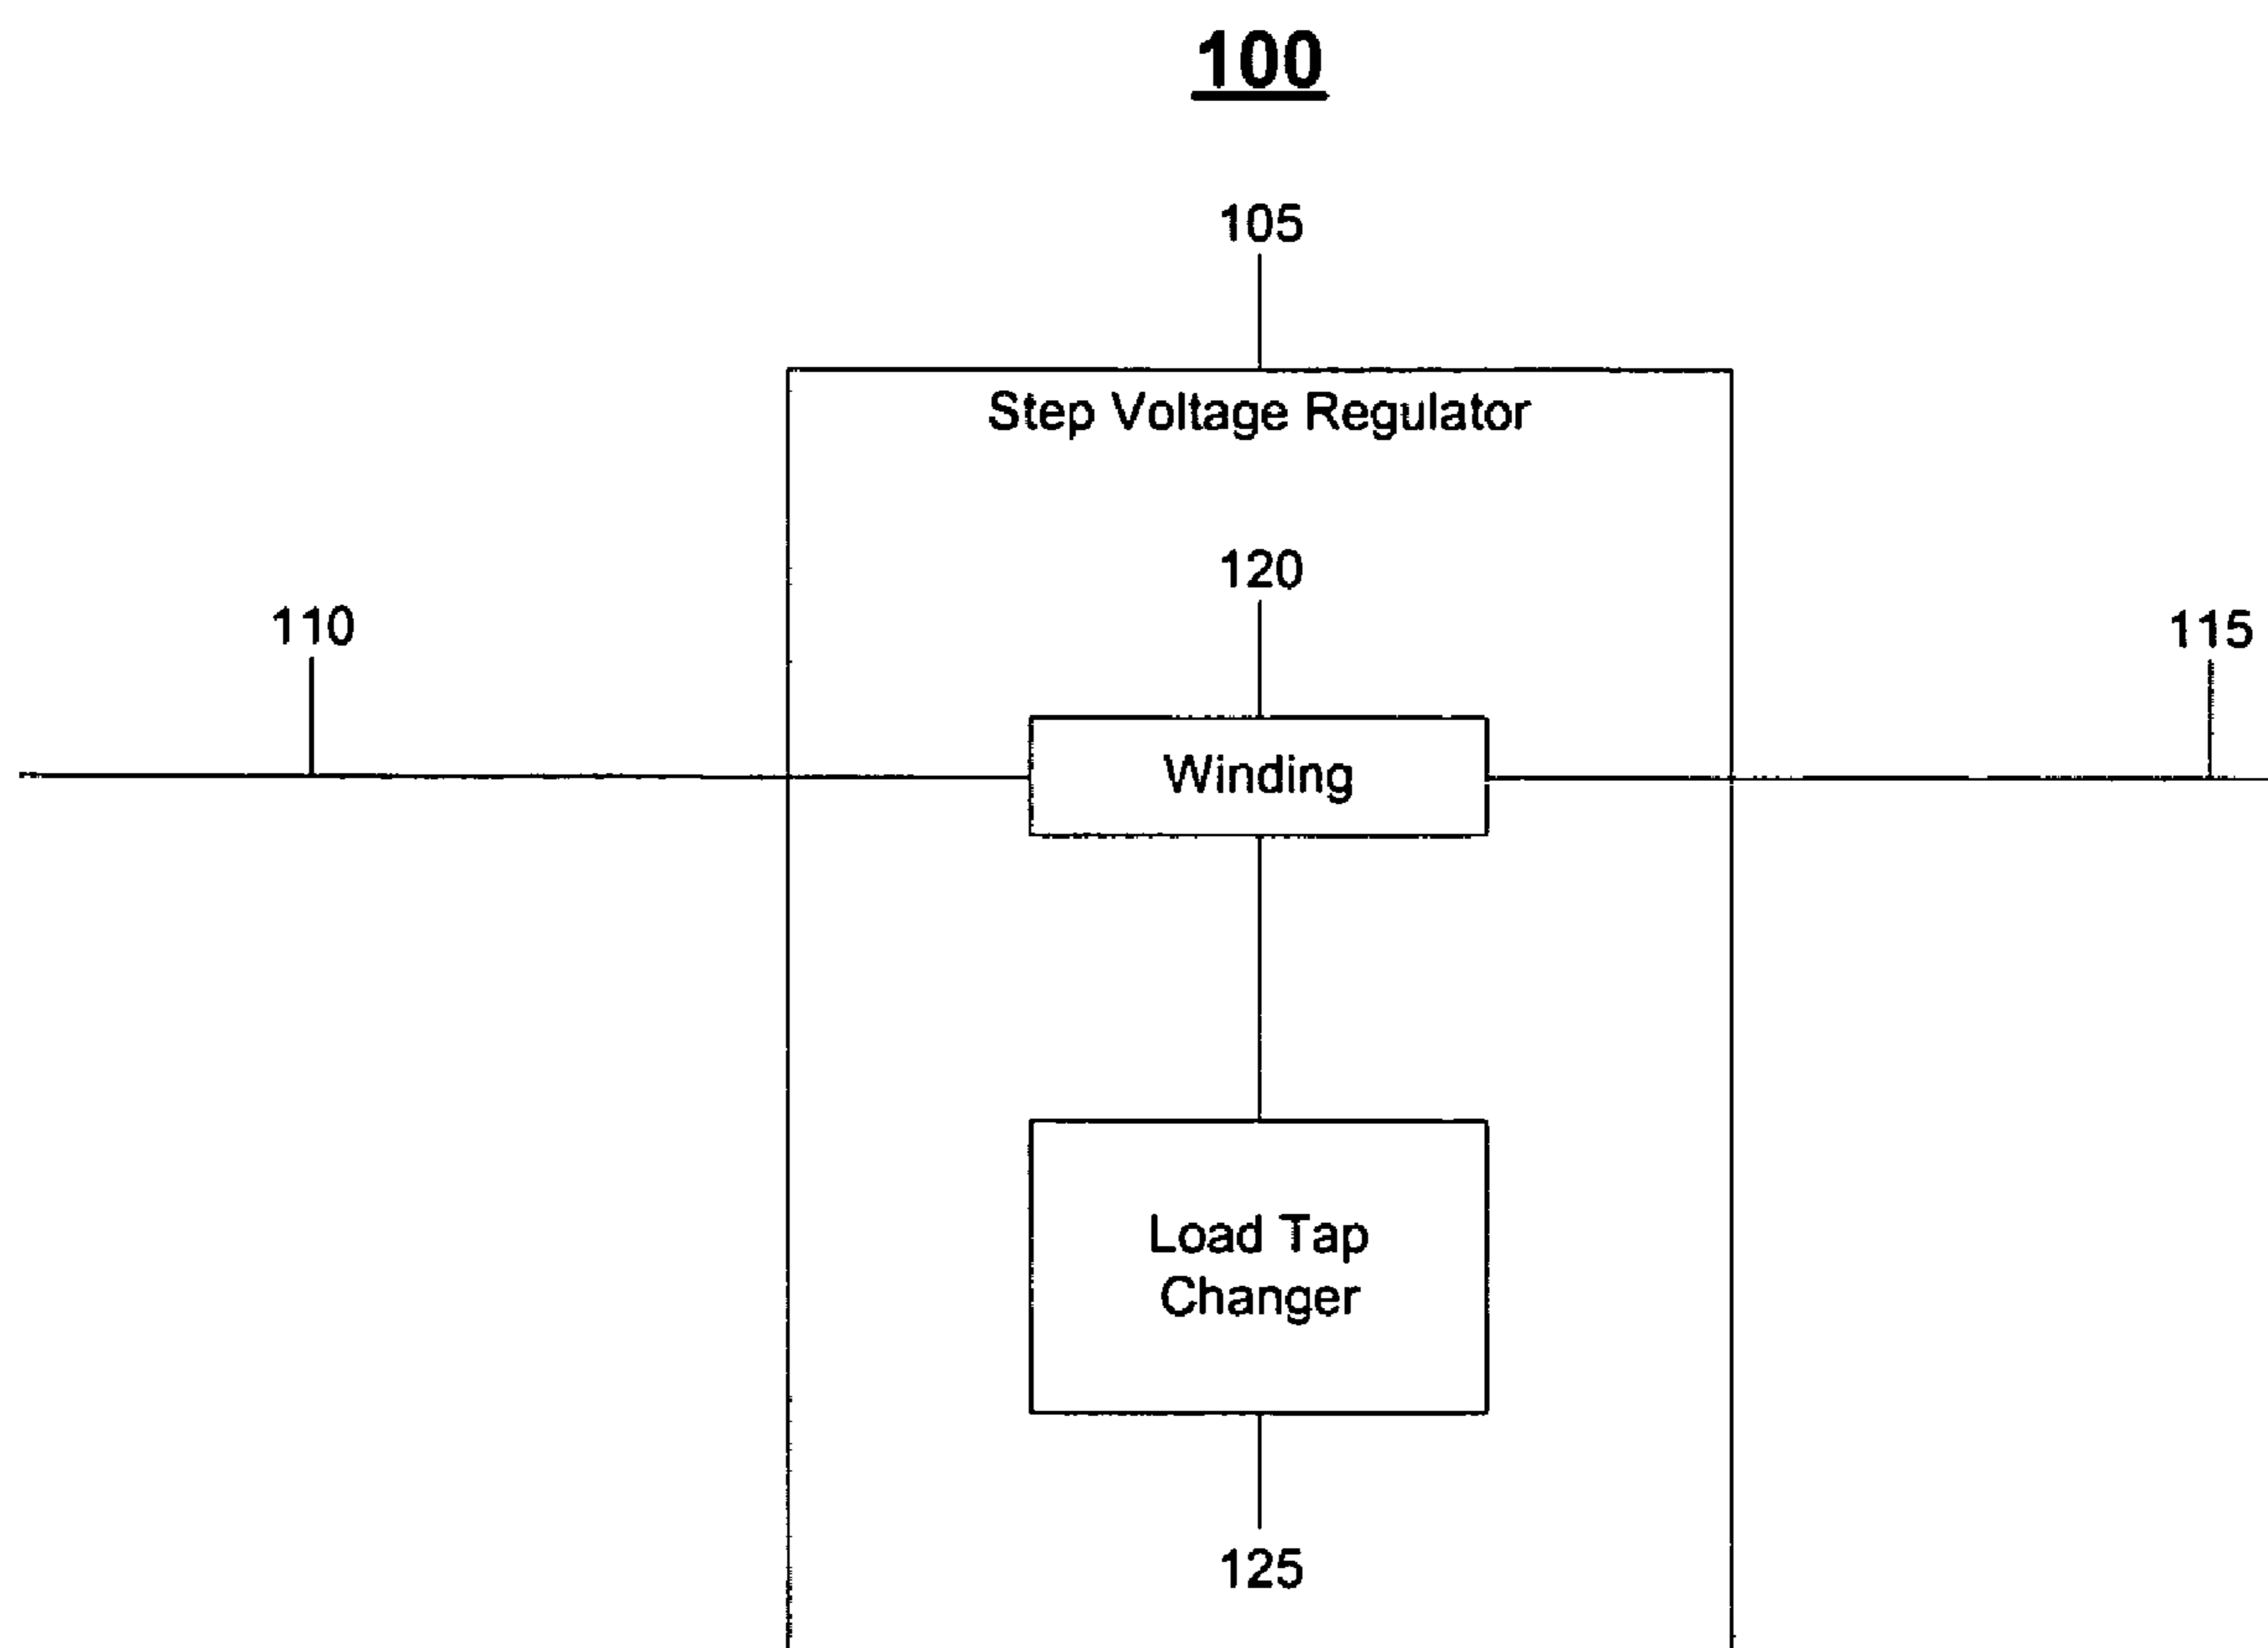 100
105
Step Voltage Regulator
120
110
115
Winding
Load Tap
Changer
125